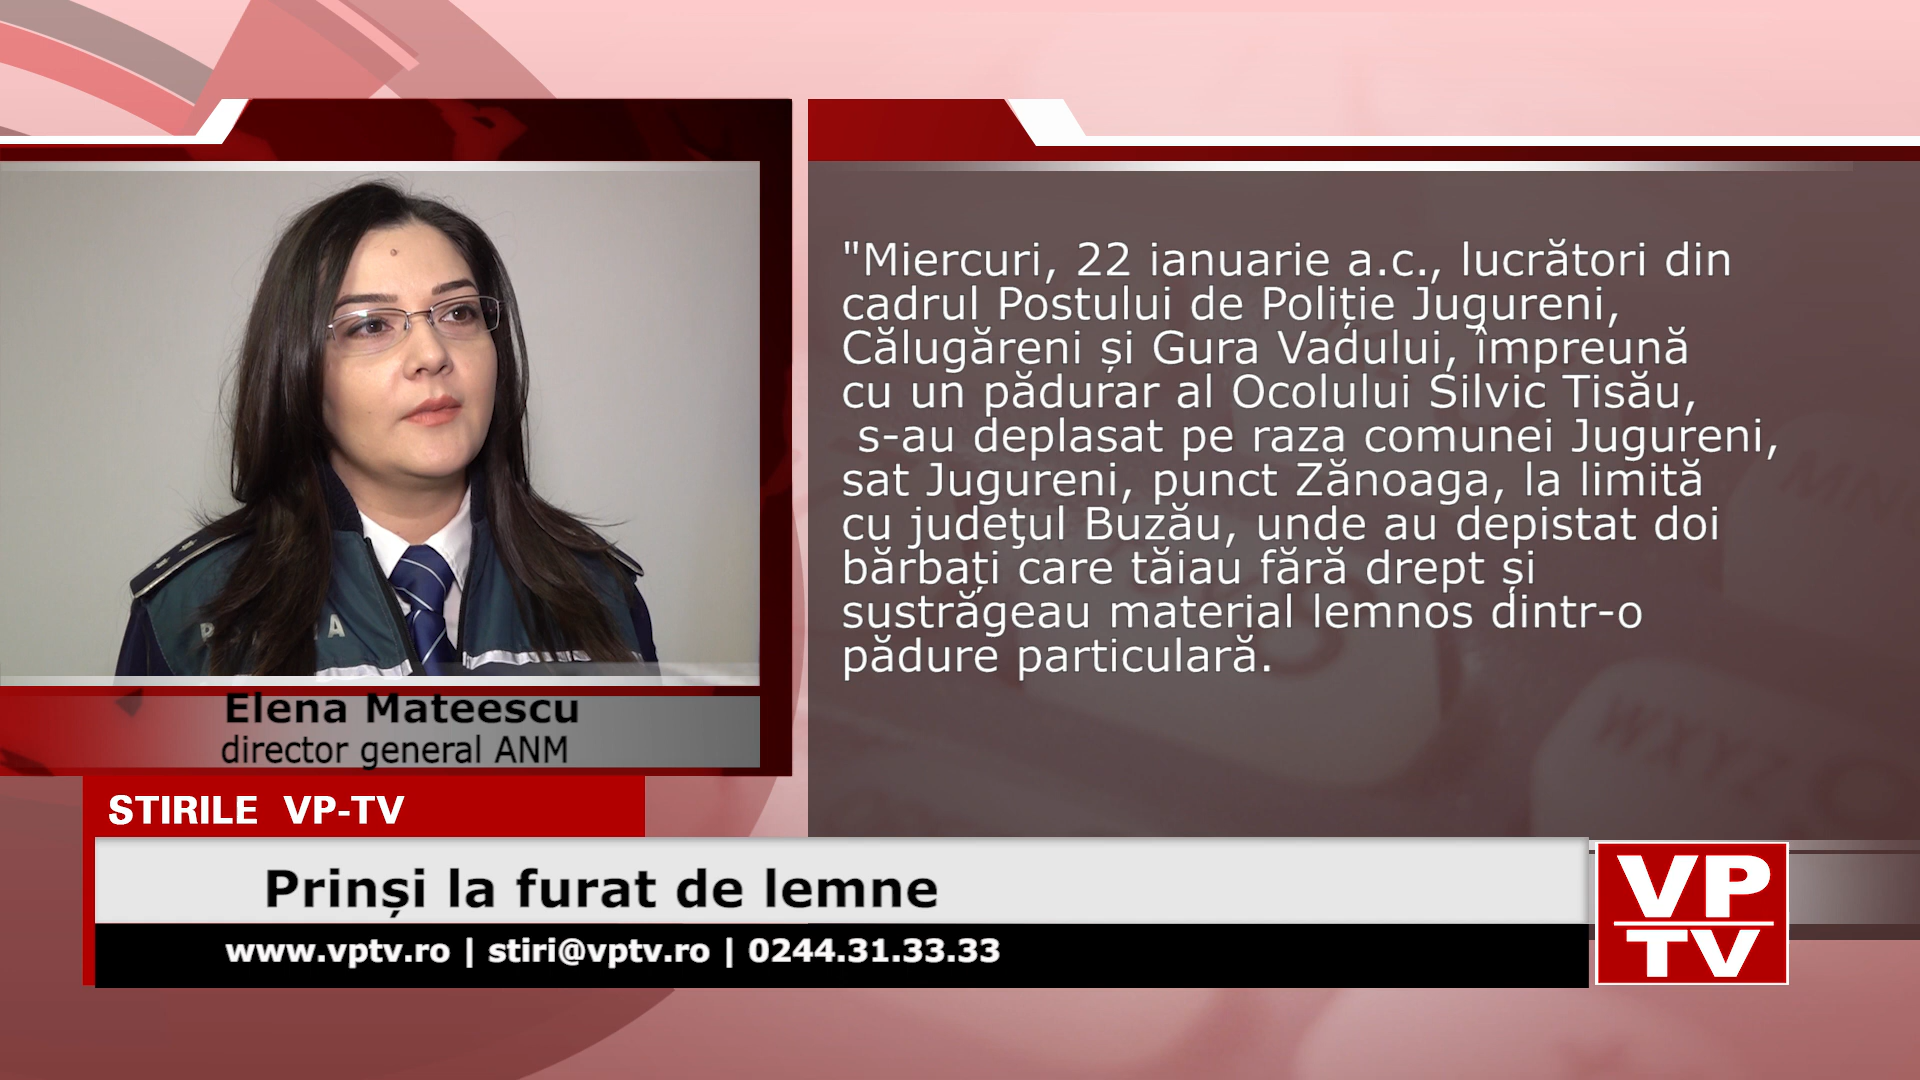 "Miercuri, 22 ianuarie a.c., lucrători din
cadrul Postului de Poliție Jugureni,
Călugăreni și Gura Vadului, împreună
cu un pădurar al Ocolului Silvic Tisău,
s-au deplasat pe raza comunei Jugureni,
sat Jugureni, punct Zănoaga, la limită
cu judeţul Buzău, unde au depistat doi
bărbați care tăiau fără drept și
sustrăgeau material lemnos dintr-o
pădure particulară.
Elena Mateescu
director general ANM
STIRILE VP-TV
Prinși la furat de lemne
www.vptv.ro | stiri@vptv.ro | 0244.31.33.33
VP
TV